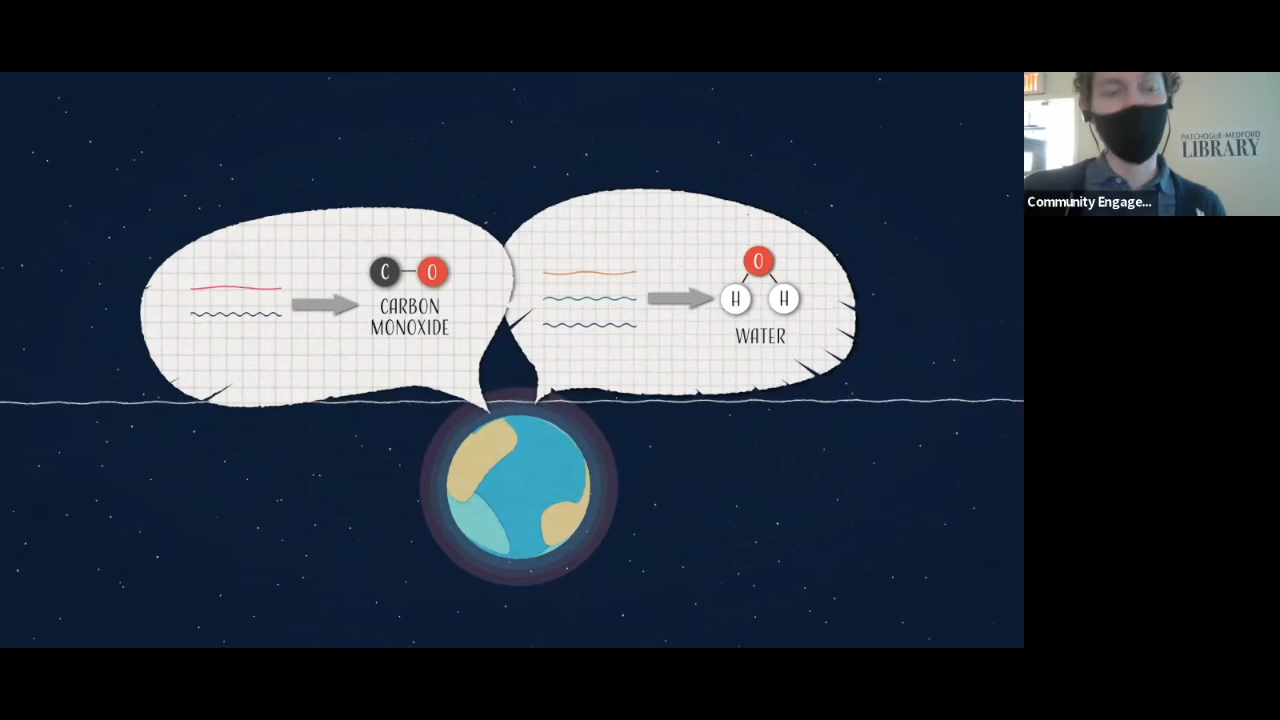 C O
CARBON
MONOXIDE
O
H H
WATER
PATCHOGUE-MEDFORD
LIBRARY
Community Engage...